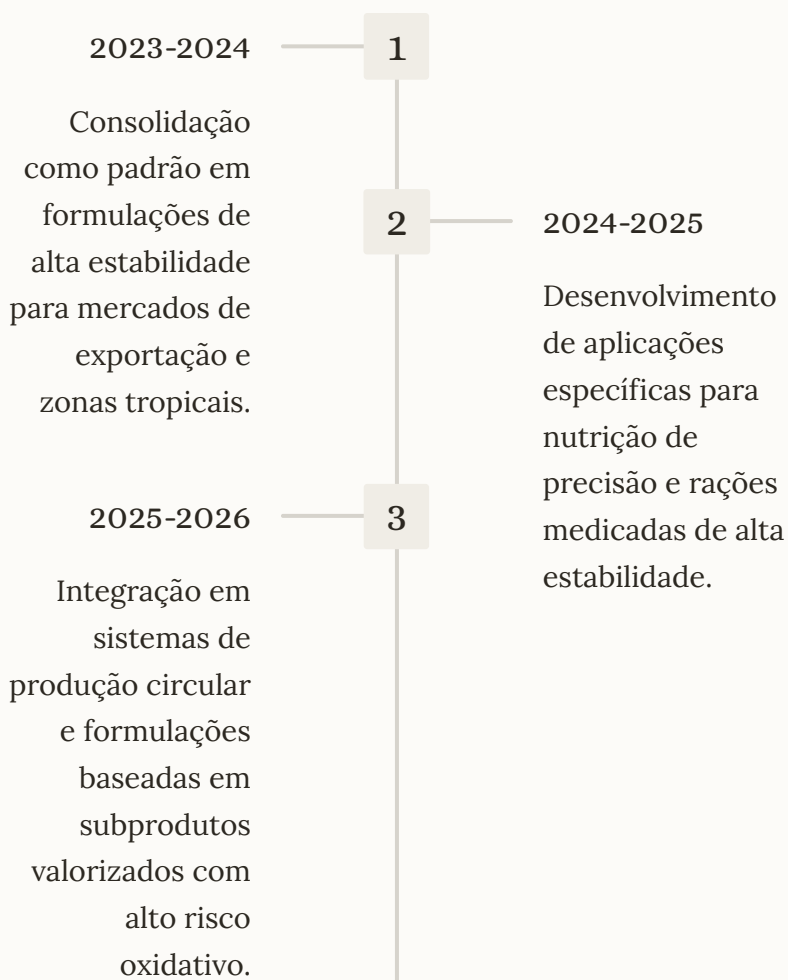 2023-2024
1
Consolidação
como padrão em
formulações de
alta estabilidade
para mercados de
exportação e
zonas tropicais.
2
2024-2025
Desenvolvimento
de aplicações
específicas para
nutrição de
precisão e rações
medicadas de alta
estabilidade.
2025-2026
3
Integração em
sistemas de
produção circular
e formulações
baseadas em
subprodutos
valorizados com
alto risco
oxidativo.